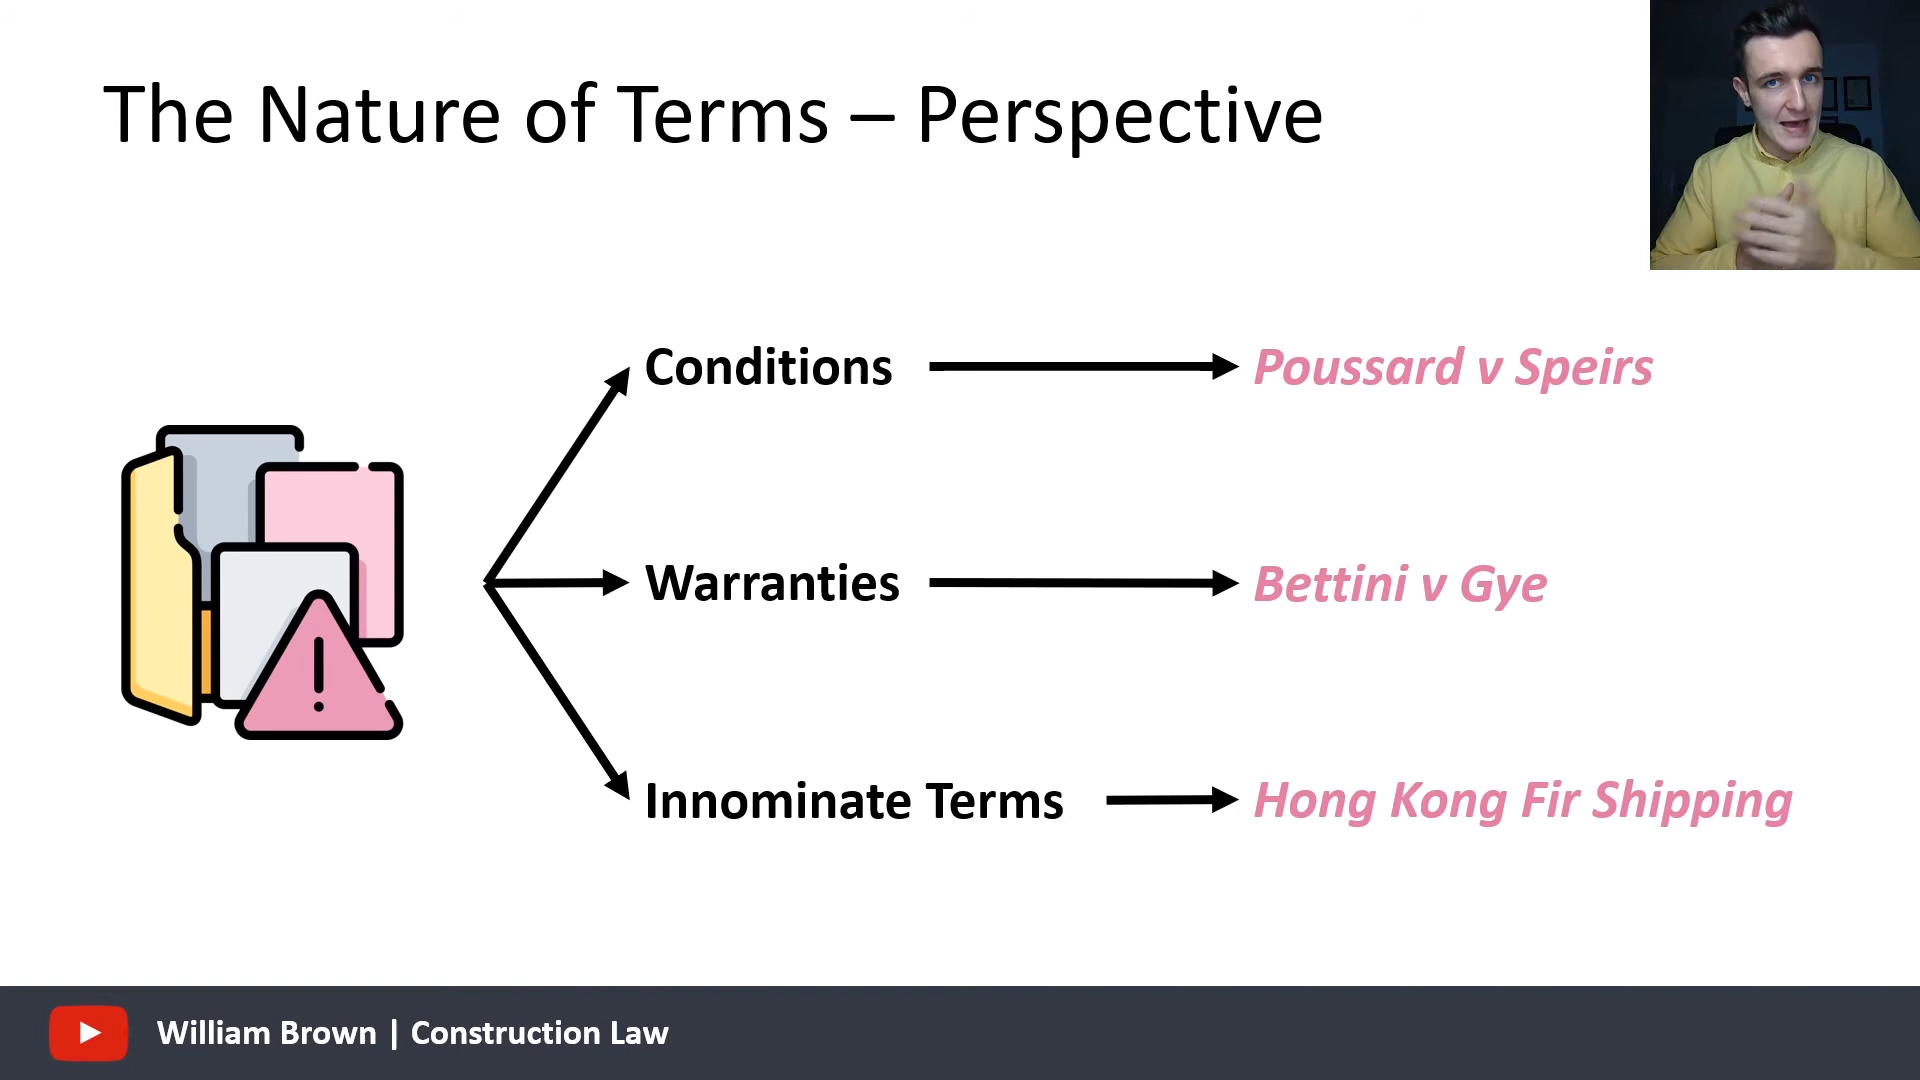 The Nature of Terms – Perspective
Conditions
Poussard v Speirs
Warranties
Bettini v Gye
Innominate Terms
Hong Kong Fir Shipping
William Brown | Construction Law